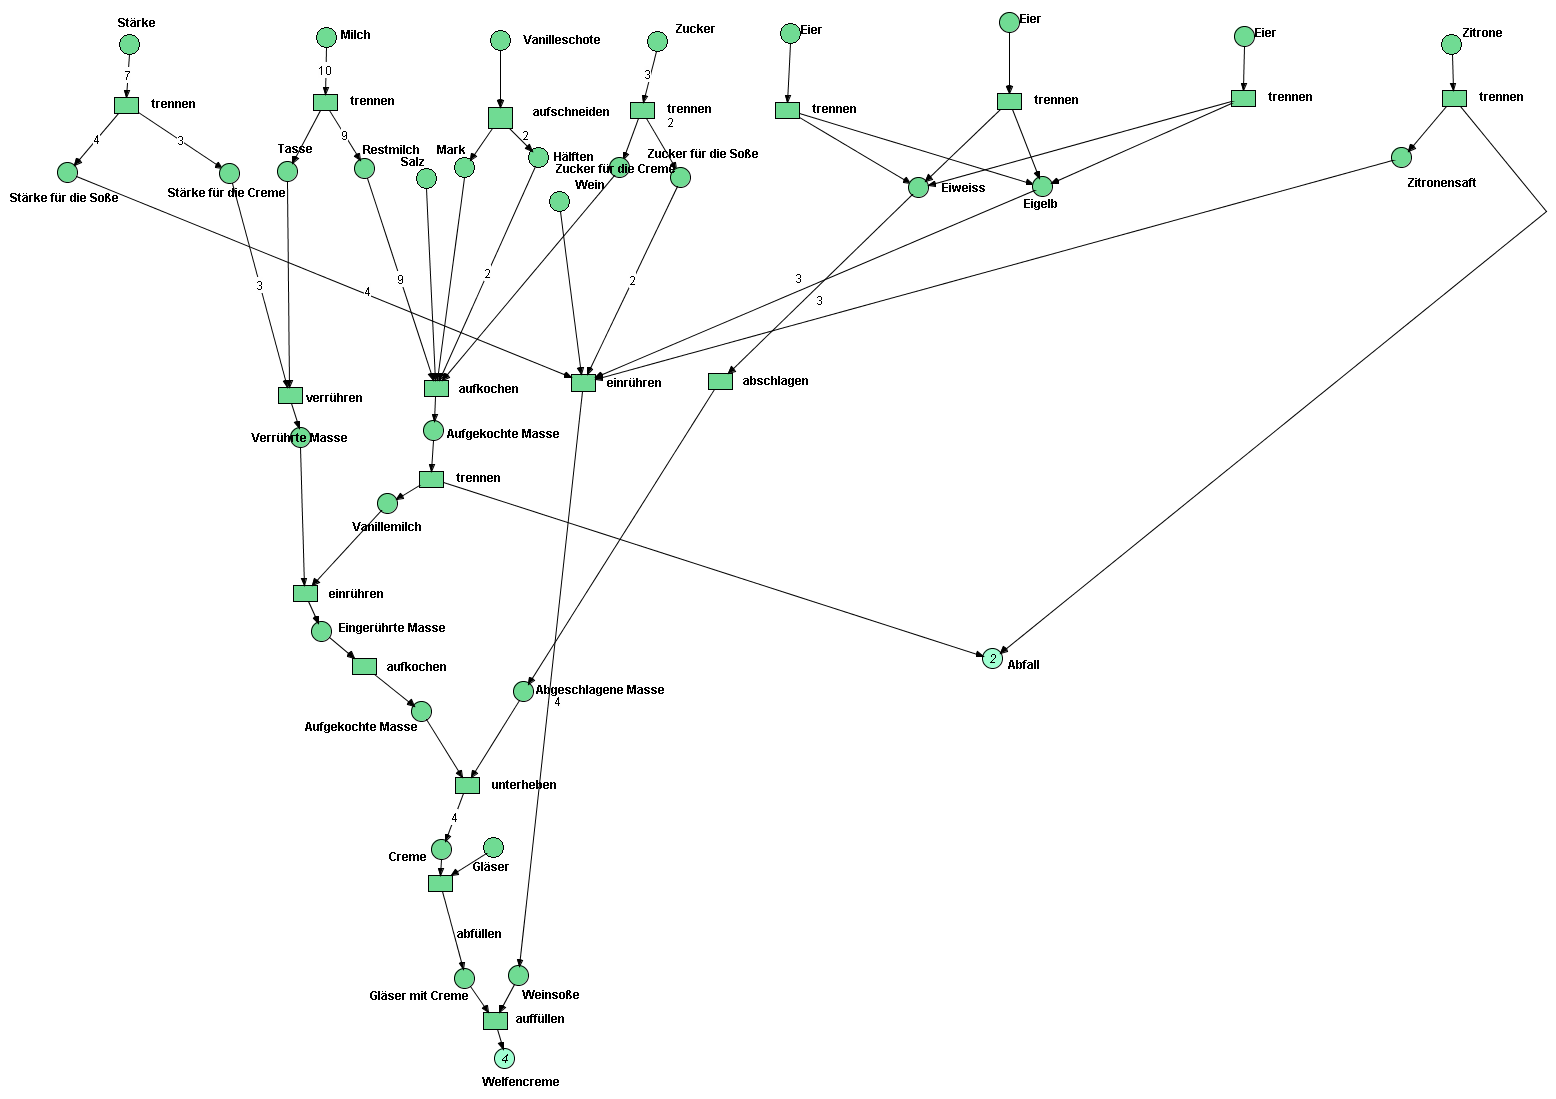 Stärke
Milch
Vanilleschote
Zucker
Eier
Eier
Eier
Zitrone
7
10
3
trennen
trennen
aufschneiden
trennen
trennen
trennen
trennen
trennen
4
3
9
2
2
Tasse
Restmilch
Salz
Mark
Hälften
Zucker für die Creme
Zucker für die Soße
Wein
Stärke für die Soße
Stärke für die Creme
Eiweiss
Eigelb
Zitronensaft
3
4
9
2
2
3
3
verrühren
aufkochen
einrühren
abschlagen
Verrührte Masse
Aufgekochte Masse
trennen
Vanillemilch
einrühren
Eingerührte Masse
aufkochen
2
Abfall
Abgeschlagene Masse
4
Aufgekochte Masse
unterheben
4
Creme
Gläser
abfüllen
Gläser mit Creme
Weinsoße
auffüllen
4
Welfencreme